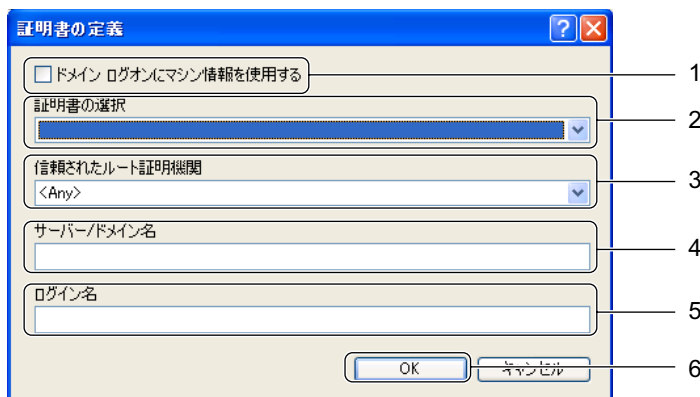 証明書の定義
ドメイン ログオンにマシン情報を使用する
1
証明書の選択
2
信頼されたルート証明機関
<Any>
3
サーバー/ドメイン名
4
ログイン名
5
OK
キャンセル
6